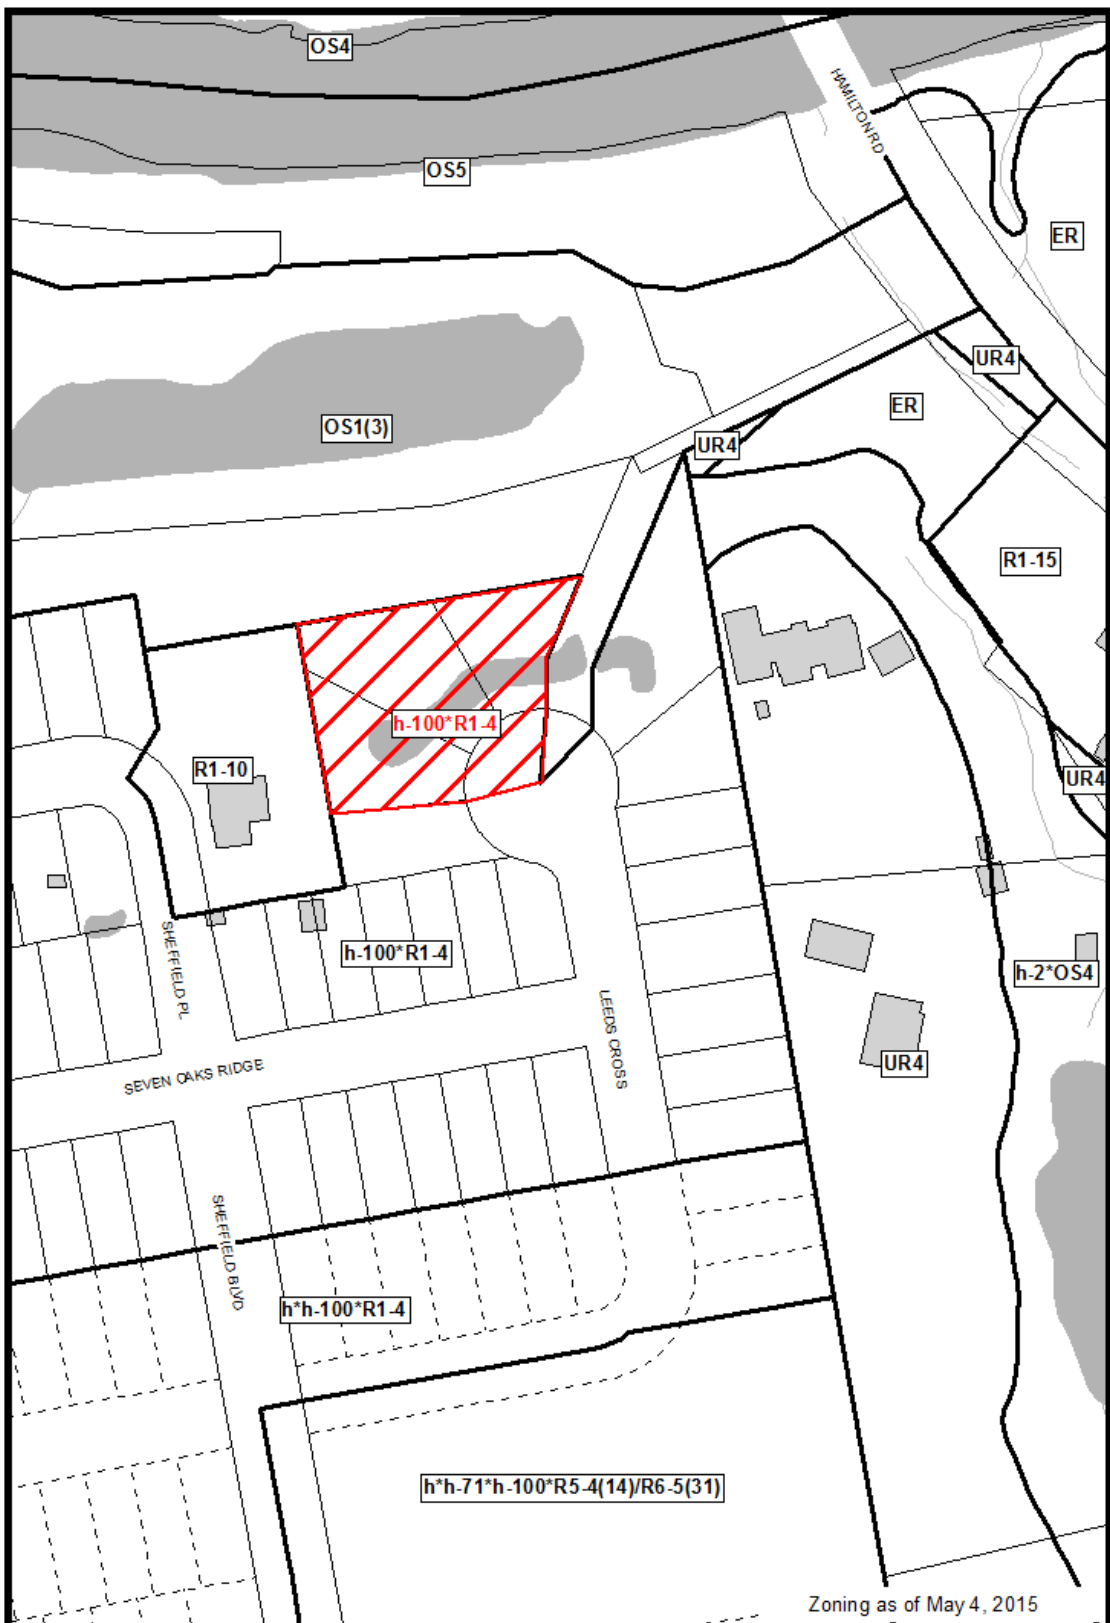 OS4
HAMILTON RD
OS5
ER
UR4
ER
OS1(3)
UR4
R1-15
h-100*R1-4
R1-10
UR4
SHEFFIELD PL
h-100*R1-4
h-2*OS4
LEEDS CROSS
UR4
SEVEN OAKS RIDGE
SHEFFIELD BLVD
h*h-100*R1-4
h*h-71*h-100*R5-4(14)/R6-5(31)
Zoning as of May 4, 2015